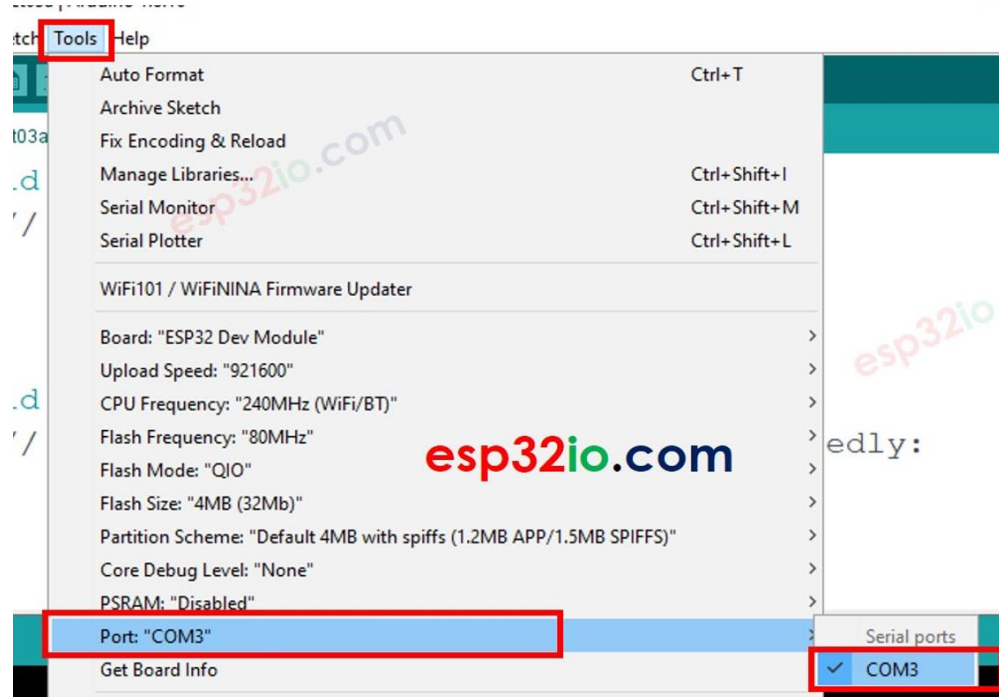 Tools Help
Auto Format Ctrl+T
Archive Sketch
Fix Encoding & Reload
Manage Libraries... Ctrl+Shift+I
Serial Monitor Ctrl+Shift+M
Serial Plotter Ctrl+Shift+L
WiFi101 / WiFiNINA Firmware Updater
Board: "ESP32 Dev Module"
Upload Speed: "921600"
CPU Frequency: "240MHz (WiFi/BT)"
Flash Frequency: "80MHz"
Flash Mode: "QIO"
Flash Size: "4MB (32Mb)"
Partition Scheme: "Default 4MB with spiffs (1.2MB APP/1.5MB SPIFFS)"
Core Debug Level: "None"
PSRAM: "Disabled"
Port: "COM3"
Get Board Info
Serial ports
COM3
t03a
//
//
edly:
esp32io.com
esp32io.com
esp32io